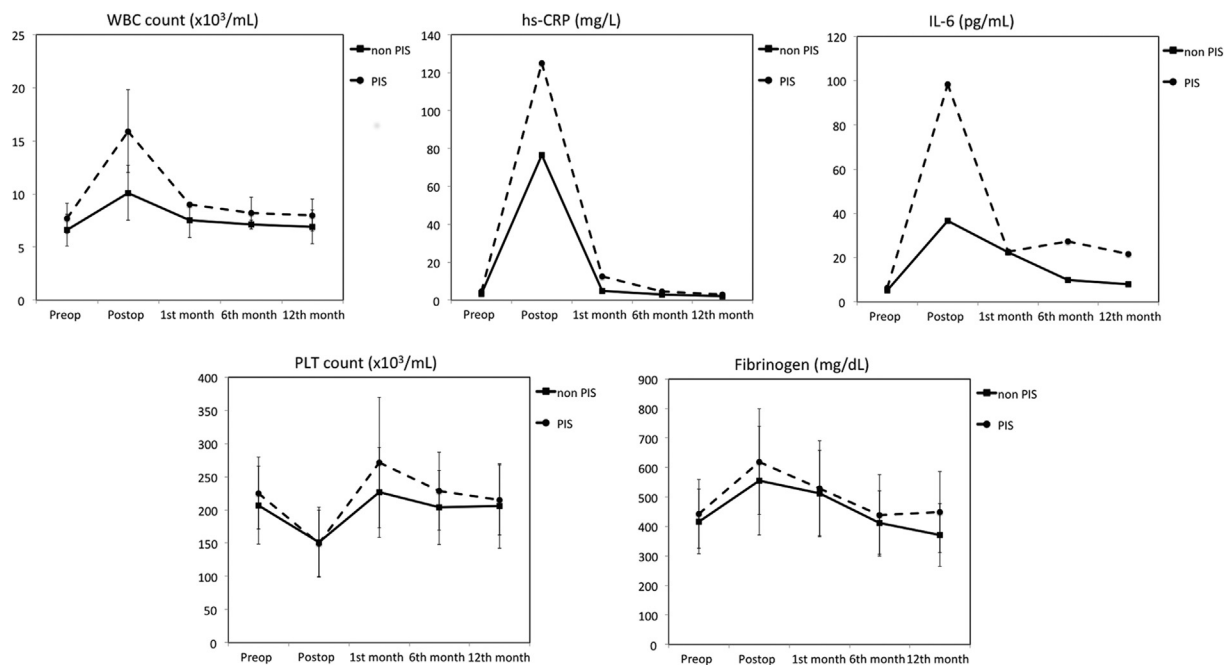 WBC count (x10³/mL)
25
20
15
10
5
0
Preop Postop 1st month 6th month 12th month
non PIS
PIS
hs-CRP (mg/L)
140
120
100
80
60
40
20
0
Preop Postop 1st month 6th month 12th month
non PIS
PIS
IL-6 (pg/mL)
120
100
80
60
40
20
0
Preop Postop 1st month 6th month 12th month
non PIS
PIS
PLT count (x10³/mL)
400
350
300
250
200
150
100
50
0
Preop Postop 1st month 6th month 12th month
non PIS
PIS
Fibrinogen (mg/dL)
900
800
700
600
500
400
300
200
100
0
Preop Postop 1st month 6th month 12th month
non PIS
PIS